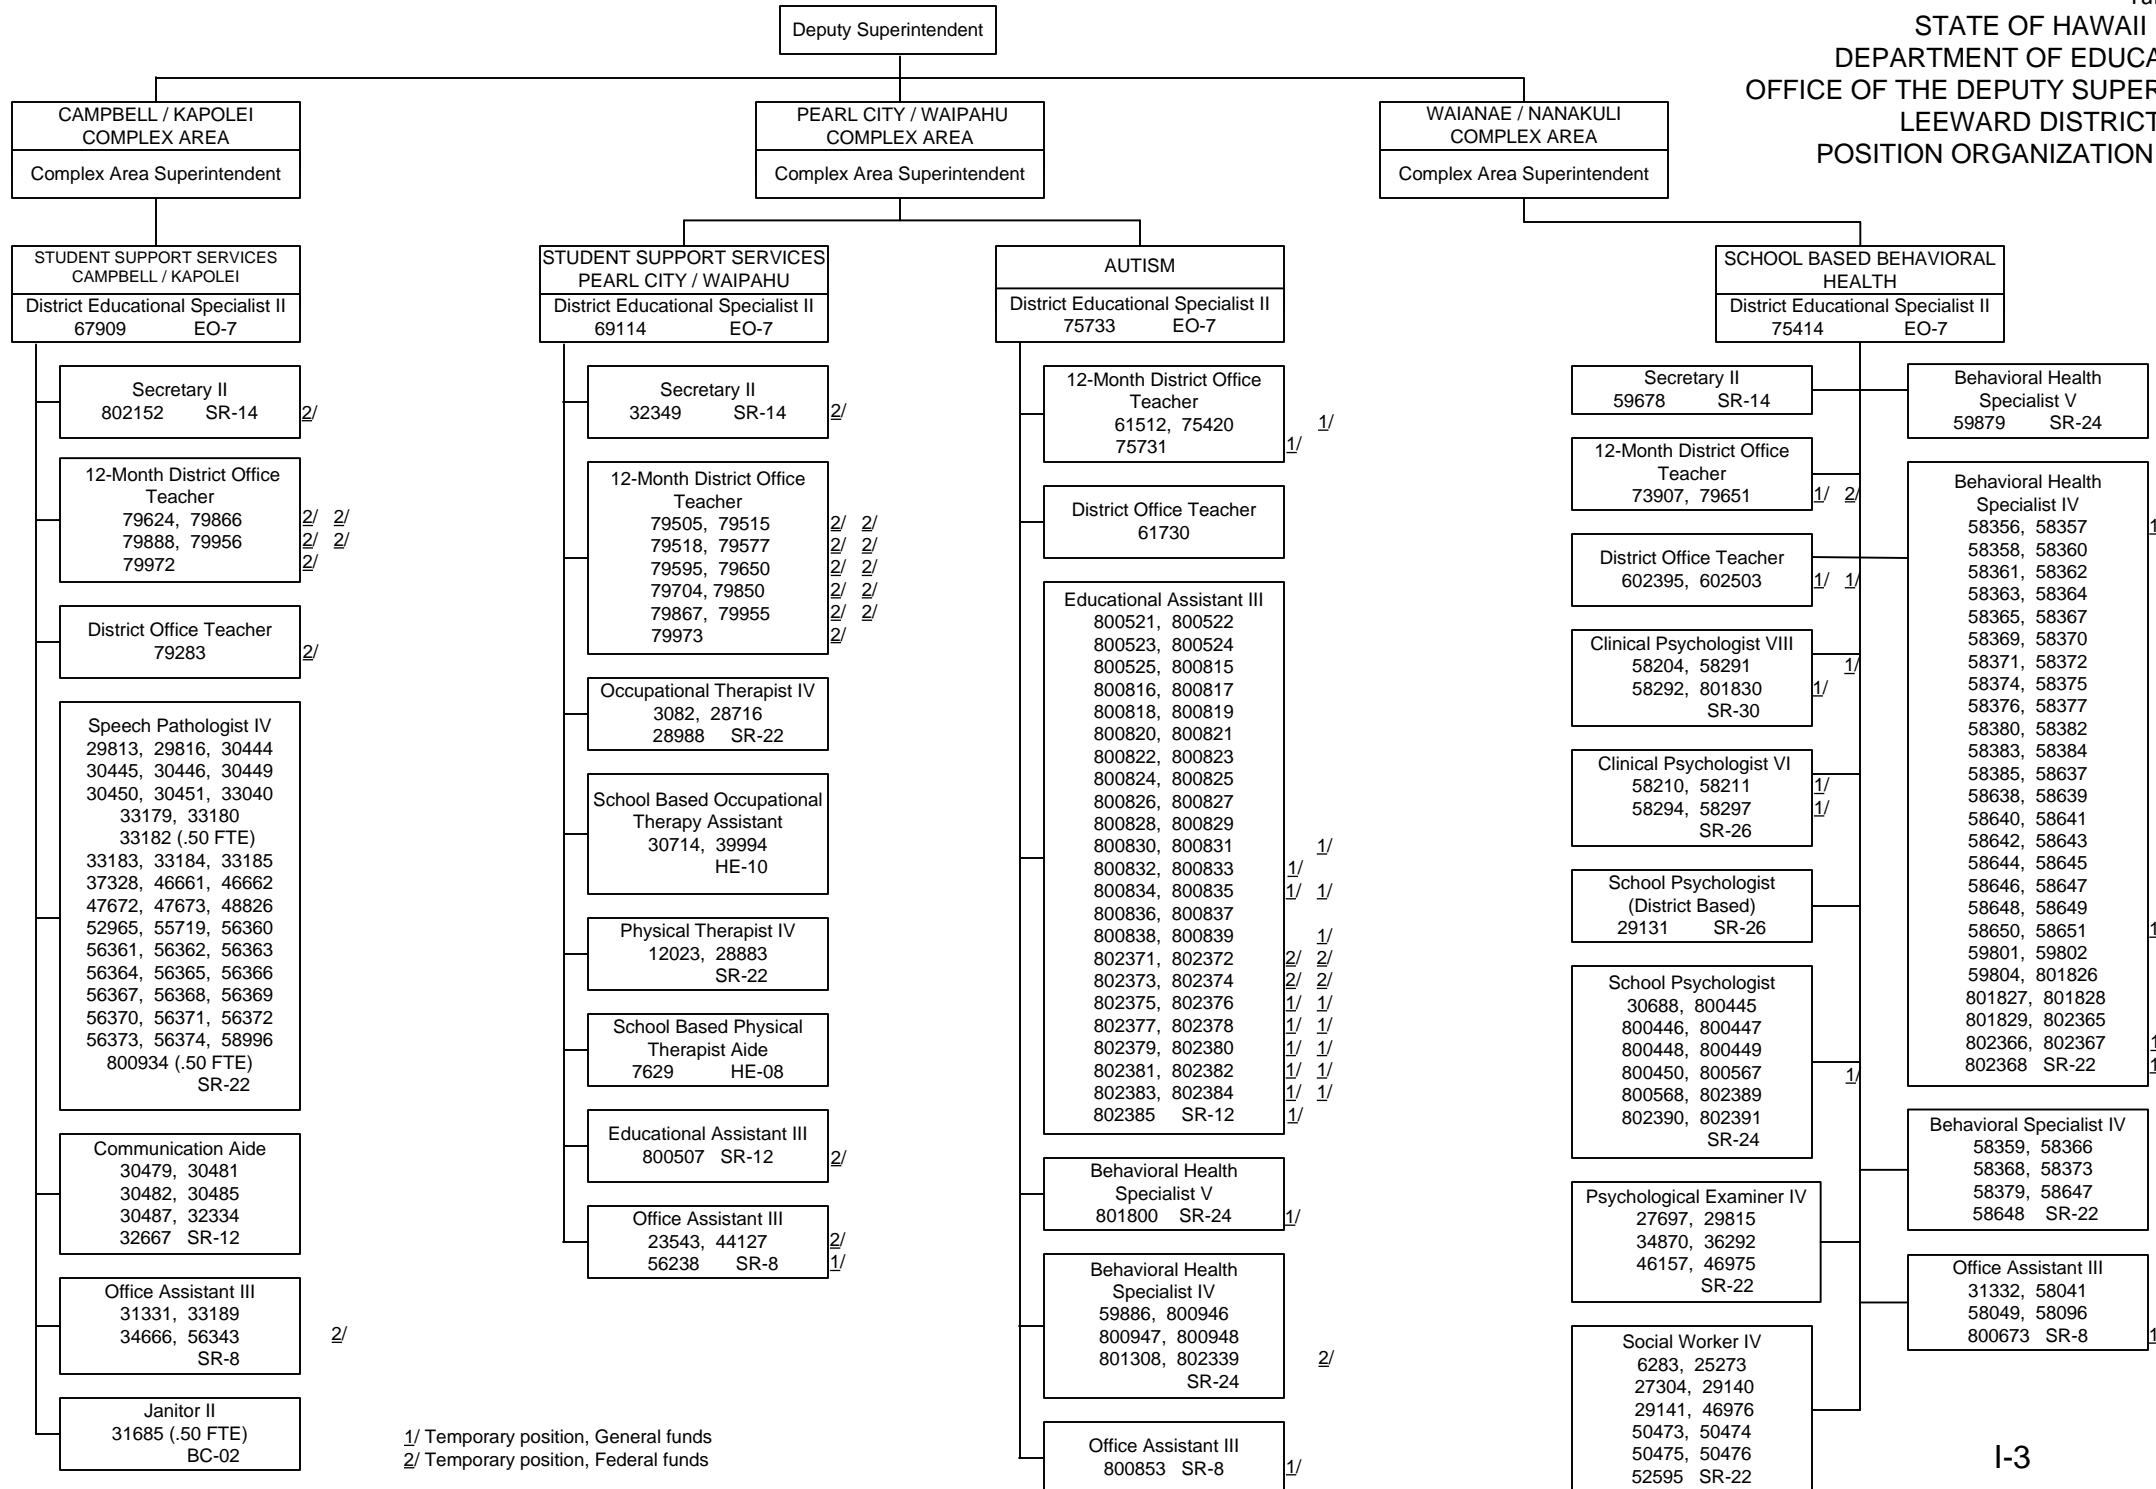 Deputy Superintendent
STATE OF HAWAII
DEPARTMENT OF
OFFICE OF THE DEPUTY
LEEWARD DISTRICT
POSITION ORGANIZATION
CAMPBELL / KAPOLEI
COMPLEX AREA
Complex Area Superintendent
PEARL CITY / WAIPAHU
COMPLEX AREA
Complex Area Superintendent
WAIANAE / NANAKULI
COMPLEX AREA
Complex Area Superintendent
STUDENT SUPPORT SERVICES
CAMPBELL / KAPOLEI
District Educational Specialist II
67909 EO-7
Secretary II
802152 SR-14 2/
12-Month District Office
Teacher
79624, 79866 2/ 2/
79888, 79956 2/ 2/
79972 2/
District Office Teacher
79283 2/
Speech Pathologist IV
29813, 29816, 30444
30445, 30446, 30449
30450, 30451, 33040
33179, 33180
33182 (.50 FTE)
33183, 33184, 33185
37328, 46661, 46662
47672, 47673, 48826
52965, 55719, 56360
56361, 56362, 56363
56364, 56365, 56366
56367, 56368, 56369
56370, 56371, 56372
56373, 56374, 58996
800934 (.50 FTE)
SR-22
Communication Aide
30479, 30481
30482, 30485
30487, 32334
32667 SR-12
Office Assistant III
31331, 33189
34666, 56343 2/
SR-8
Janitor II
31685 (.50 FTE)
BC-02
STUDENT SUPPORT SERVICES
PEARL CITY / WAIPAHU
District Educational Specialist II
69114 EO-7
Secretary II
32349 SR-14 2/
12-Month District Office
Teacher
79505, 79515 2/ 2/
79518, 79577 2/ 2/
79595, 79650 2/ 2/
79704, 79850 2/ 2/
79867, 79955 2/ 2/
79973 2/
Occupational Therapist IV
3082, 28716
28988 SR-22
School Based Occupational
Therapy Assistant
30714, 39994
HE-10
Physical Therapist IV
12023, 28883
SR-22
School Based Physical
Therapist Aide
7629 HE-08
Educational Assistant III
800507 SR-12 2/
Office Assistant III
23543, 44127 2/
56238 SR-8 1/
AUTISM
District Educational Specialist II
75733 EO-7
12-Month District Office
Teacher
61512, 75420 1/
75731 1/
District Office Teacher
61730
Educational Assistant III
800521, 800522
800523, 800524
800525, 800815
800816, 800817
800818, 800819
800820, 800821
800822, 800823
800824, 800825
800826, 800827
800828, 800829
800830, 800831 1/
800832, 800833 1/
800834, 800835 1/ 1/
800836, 800837
800838, 800839 1/
802371, 802372 2/ 2/
802373, 802374 2/ 2/
802375, 802376 1/ 1/
802377, 802378 1/ 1/
802379, 802380 1/ 1/
802381, 802382 1/ 1/
802383, 802384 1/ 1/
802385 SR-12 1/
Behavioral Health
Specialist V
801800 SR-24 1/
Behavioral Health
Specialist IV
59886, 800946
800947, 800948
801308, 802339 2/
SR-24
Office Assistant III
800853 SR-8 1/
SCHOOL BASED BEHAVIORAL
HEALTH
District Educational Specialist II
75414 EO-7
Secretary II
59678 SR-14
12-Month District Office
Teacher
73907, 79651 1/ 2/
District Office Teacher
602395, 602503 1/ 1/
Clinical Psychologist VIII
58204, 58291 1/
58292, 801830 1/
SR-30
Clinical Psychologist VI
58210, 58211 1/
58294, 58297 1/
SR-26
School Psychologist
(District Based)
29131 SR-26
School Psychologist
30688, 800445
800446, 800447
800448, 800449
800450, 800567 1/
800568, 802389
802390, 802391
SR-24
Psychological Examiner IV
27697, 29815
34870, 36292
46157, 46975
SR-22
Social Worker IV
6283, 25273
27304, 29140
29141, 46976
50473, 50474
50475, 50476
52595 SR-22
Behavioral Health
Specialist V
59879 SR-24
Behavioral Health
Specialist IV
58356, 58357
58358, 58360
58361, 58362
58363, 58364
58365, 58367
58369, 58370
58371, 58372
58374, 58375
58376, 58377
58380, 58382
58383, 58384
58385, 58637
58638, 58639
58640, 58641
58642, 58643
58644, 58645
58646, 58647
58648, 58649
58650, 58651
59801, 59802
59804, 801826
801827, 801828
801829, 802365
802366, 802367
802368 SR-22
Behavioral Specialist IV
58359, 58366
58368, 58373
58379, 58647
58648 SR-22
Office Assistant III
31332, 58041
58049, 58096
800673 SR-8
1/ Temporary position, General funds
2/ Temporary position, Federal funds
I-3